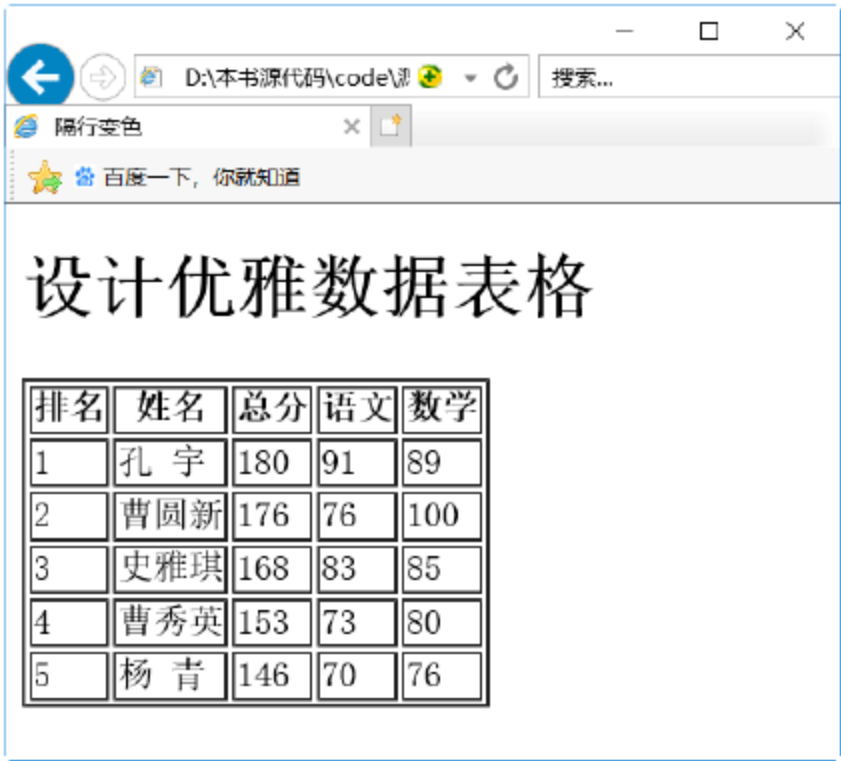 D:\本书源代码\code\
搜索...
隔行变色
百度一下，你就知道
设计优雅数据表格
排名 姓名 总分 语文 数学
1 孔 宇 180 91 89
2 曹圆新 176 76 100
3 史雅琪 168 83 85
4 曹秀英 153 73 80
5 杨 青 146 70 76